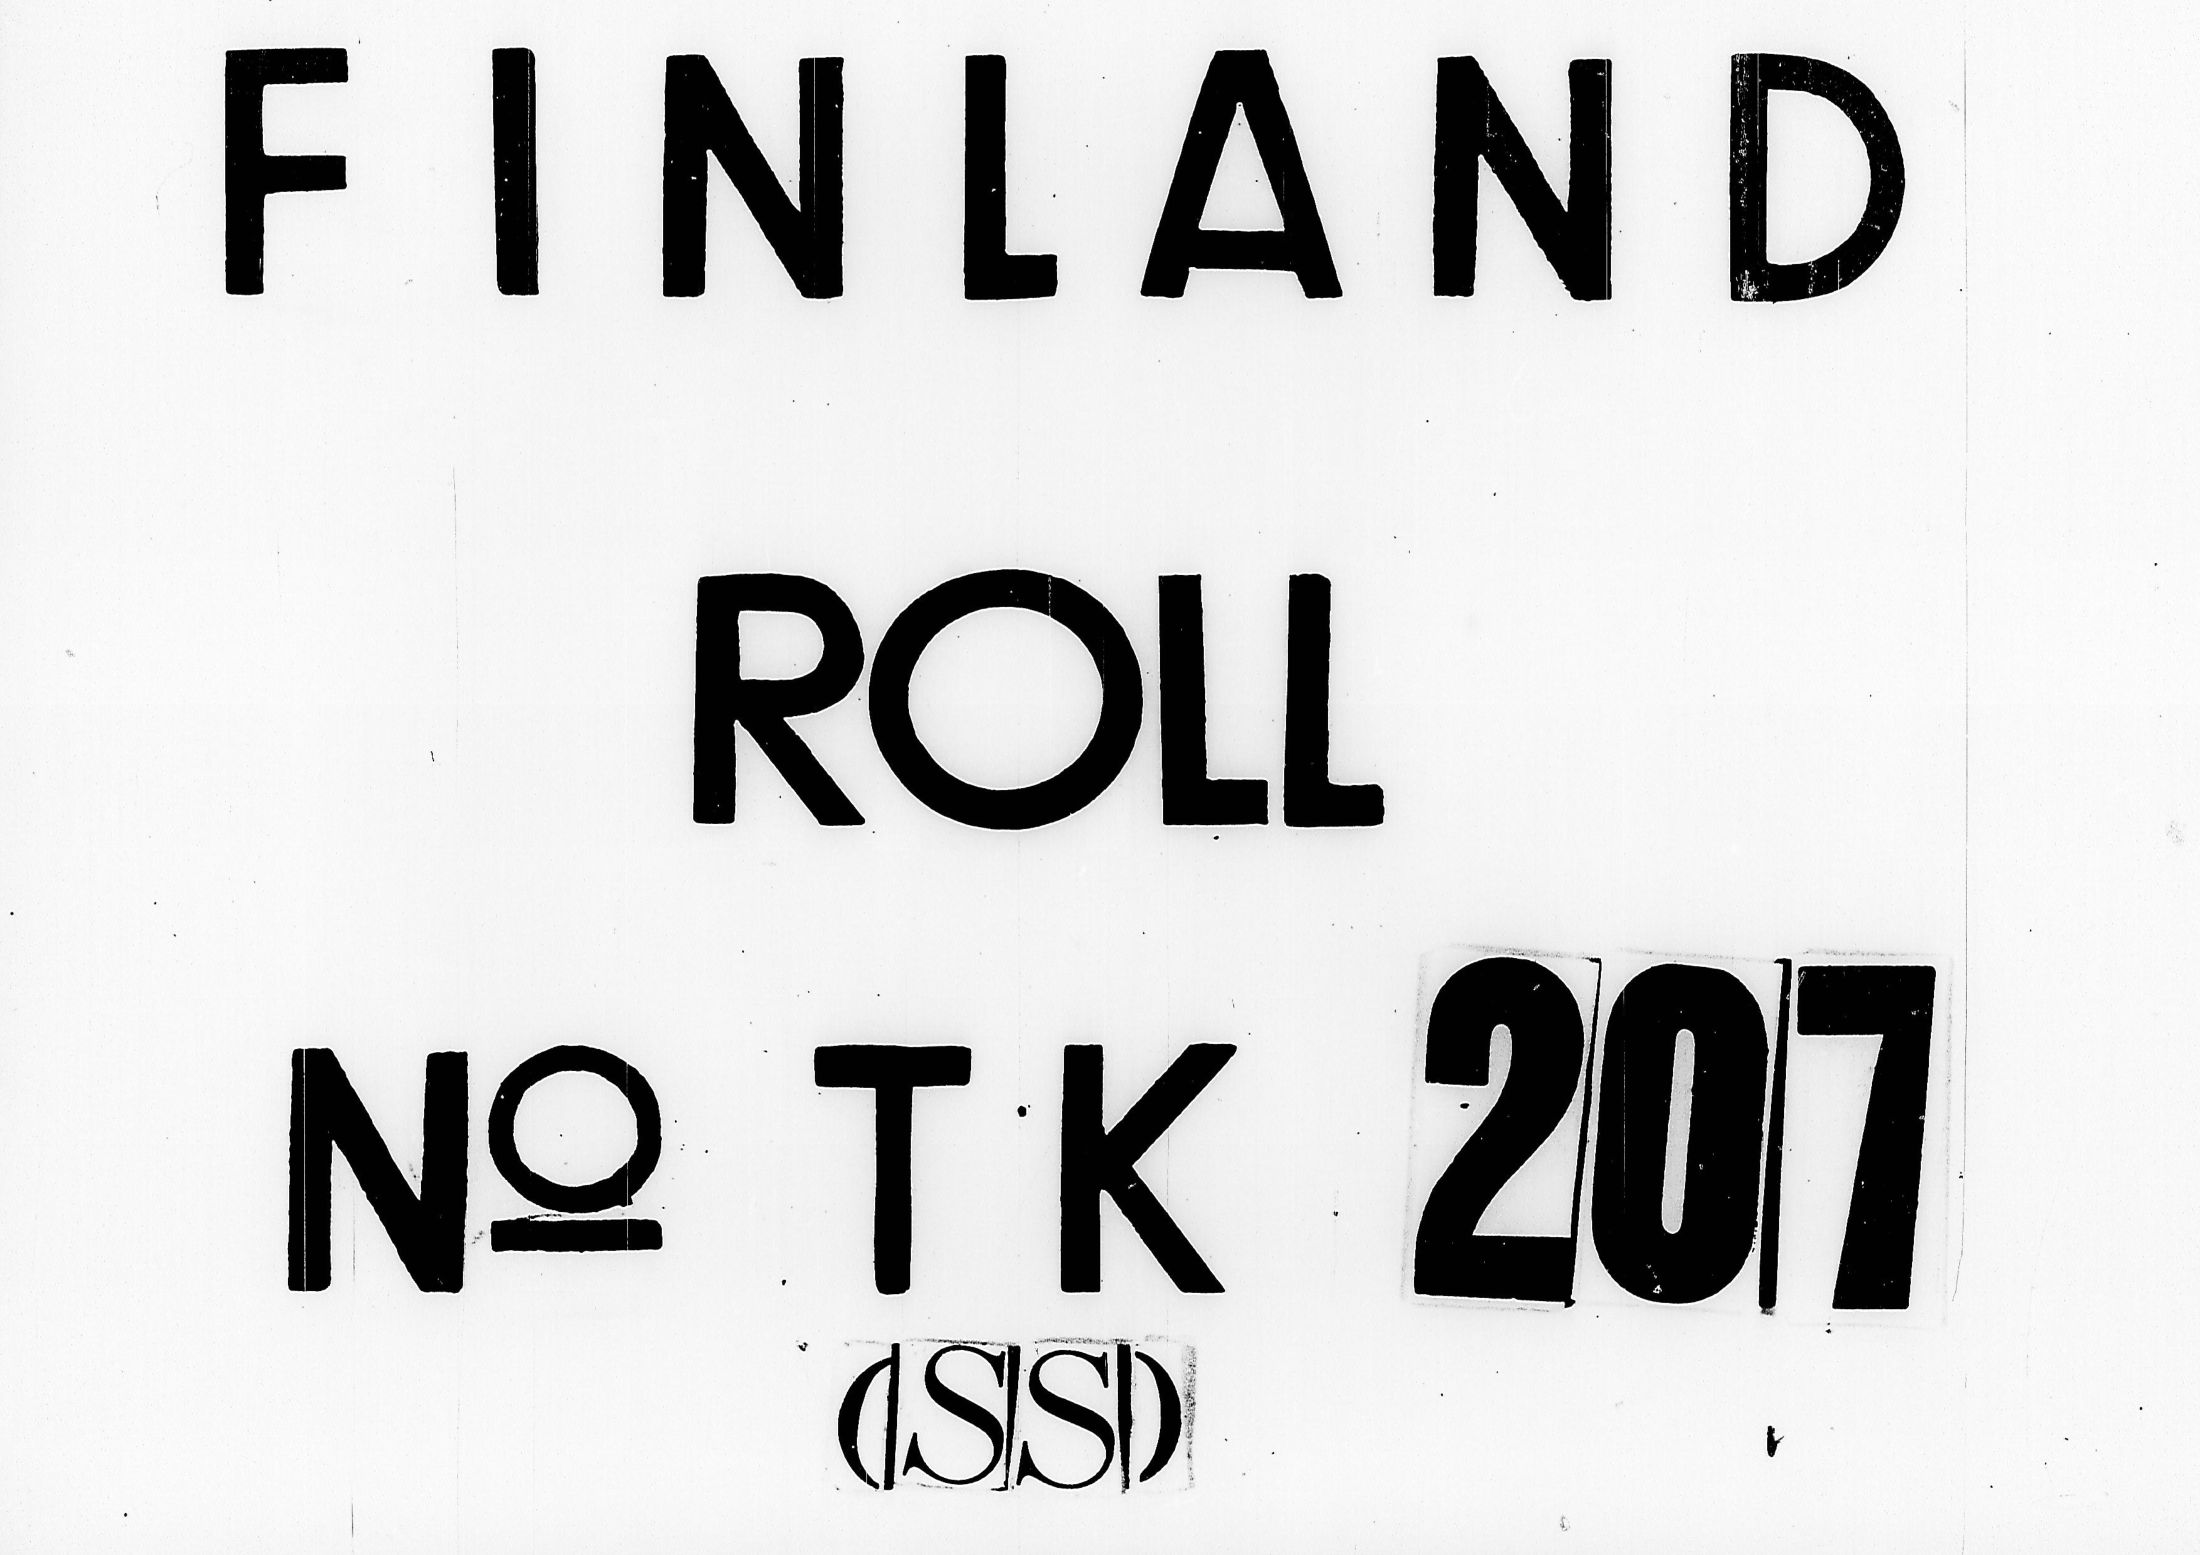 FINLAND
ROLL
Nº TK 207
(SS)